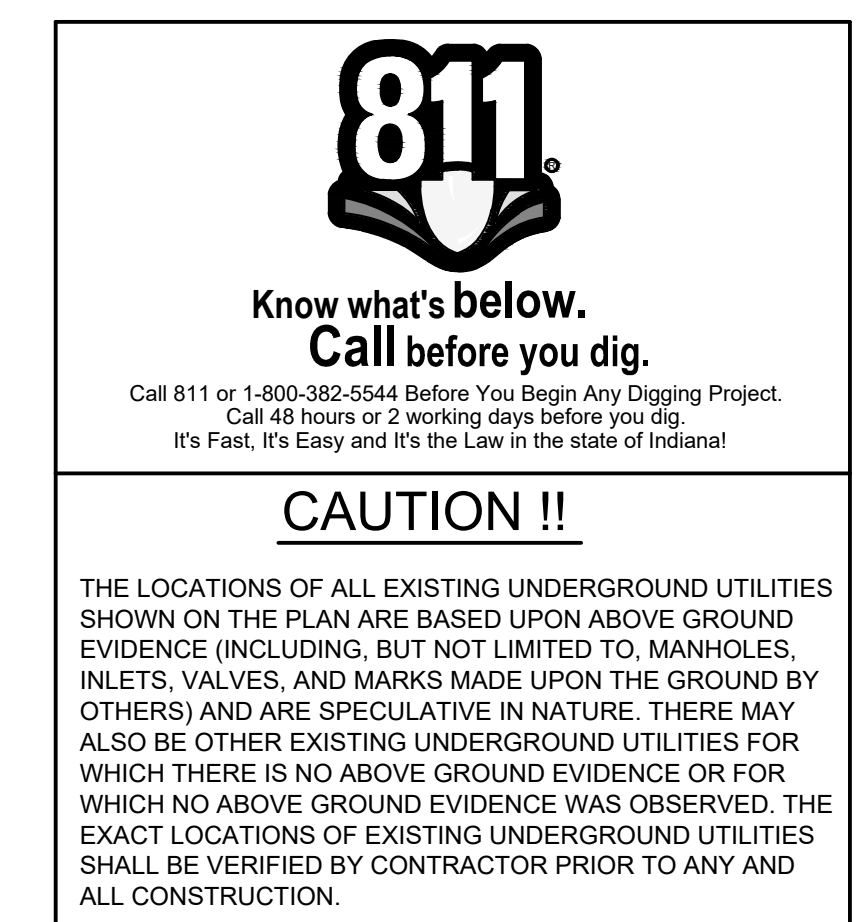 811®
Know what's below.
Call before you dig.
Call 811 or 1-800-382-5544 Before You Begin Any Digging Project.
Call 48 hours or 2 working days before you dig.
It's Fast, It's Easy and It's the Law in the state of Indiana!
CAUTION !!
THE LOCATIONS OF ALL EXISTING UNDERGROUND UTILITIES
SHOWN ON THE PLAN ARE BASED UPON ABOVE GROUND
EVIDENCE (INCLUDING, BUT NOT LIMITED TO, MANHOLES,
INLETS, VALVES, AND MARKS MADE UPON THE GROUND BY
OTHERS) AND ARE SPECULATIVE IN NATURE. THERE MAY
ALSO BE OTHER EXISTING UNDERGROUND UTILITIES FOR
WHICH THERE IS NO ABOVE GROUND EVIDENCE OR FOR
WHICH NO ABOVE GROUND EVIDENCE WAS OBSERVED. THE
EXACT LOCATIONS OF EXISTING UNDERGROUND UTILITIES
SHALL BE VERIFIED BY CONTRACTOR PRIOR TO ANY AND
ALL CONSTRUCTION.